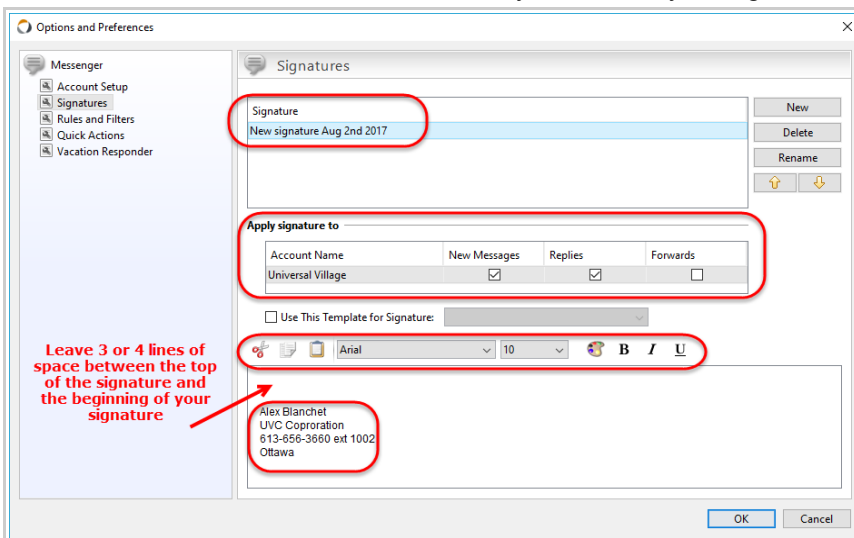 Options and Preferences
Messenger
Account Setup
Signatures
Rules and Filters
Quick Actions
Vacation Responder
Signatures
Signature
New signature Aug 2nd 2017
New
Delete
Rename
Apply signature to
Account Name New Messages Replies Forwards
Universal Village
Use This Template for Signature:
Arial 10 B I U
Leave 3 or 4 lines of
space between the top
of the signature and
the beginning of your
signature
Alex Blanchet
UVC Coproration
613-656-3660 ext 1002
Ottawa
OK Cancel